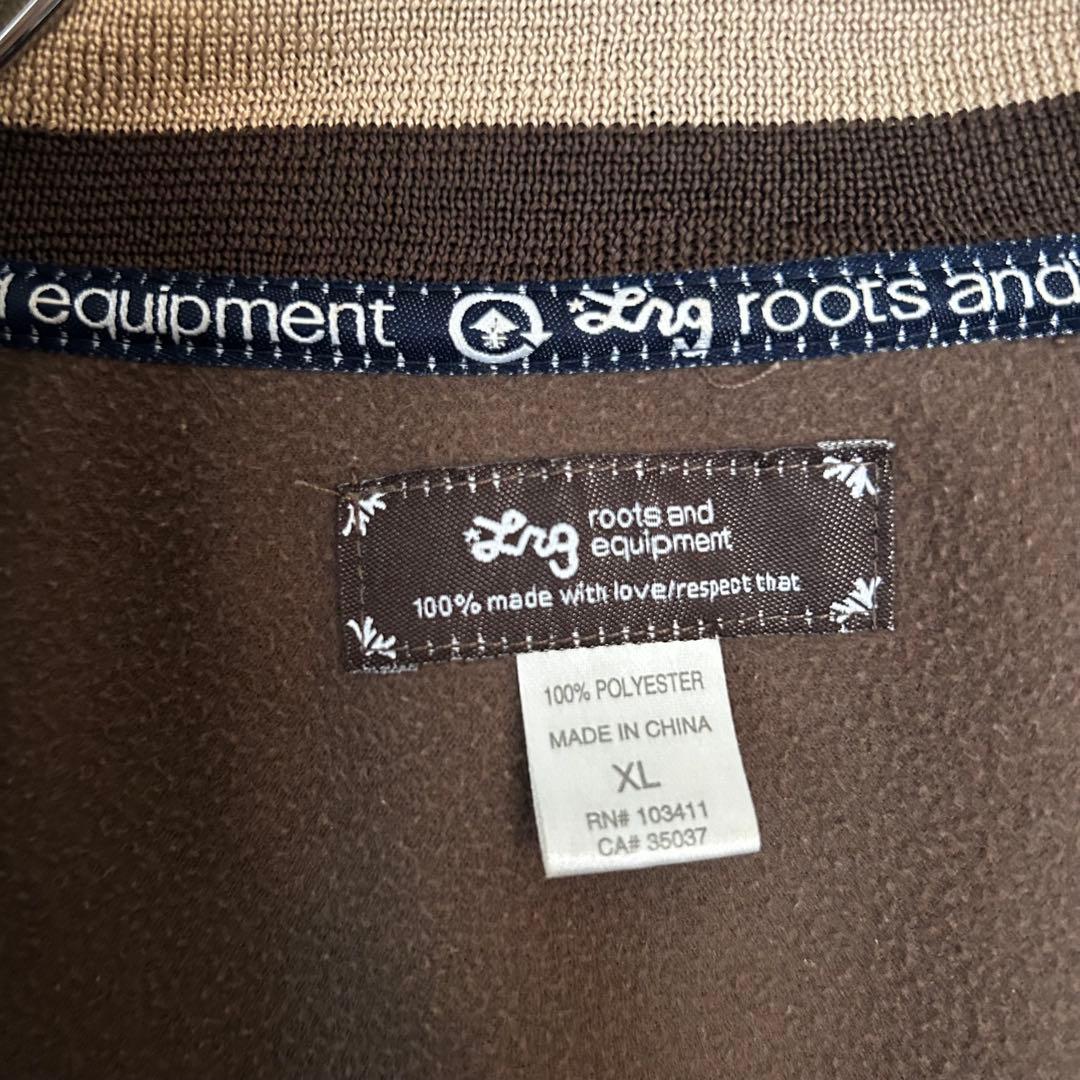 equipment Lrg roots and
Lrg roots and
equipment
100% made with love/respect that
100% POLYESTER
MADE IN CHINA
XL
RN# 103411
CA# 35037